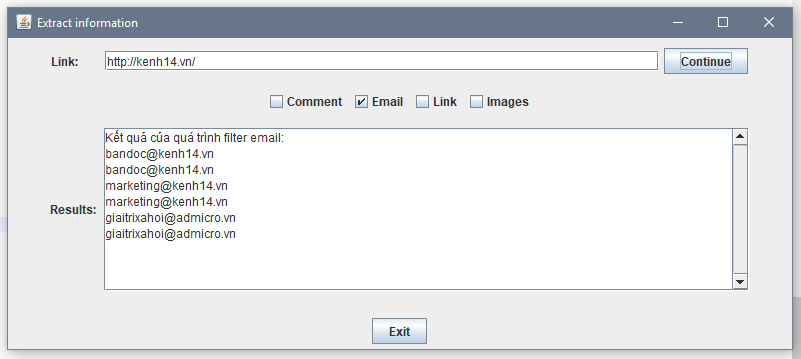 Extract information
Link: http://kenh14.vn/ Continue
Comment Email Link Images
Kết quả của quá trình filter email:
bandoc@kenh14.vn
bandoc@kenh14.vn
marketing@kenh14.vn
marketing@kenh14.vn
Results:
giaitrixahoi@admicro.vn
giaitrixahoi@admicro.vn
Exit